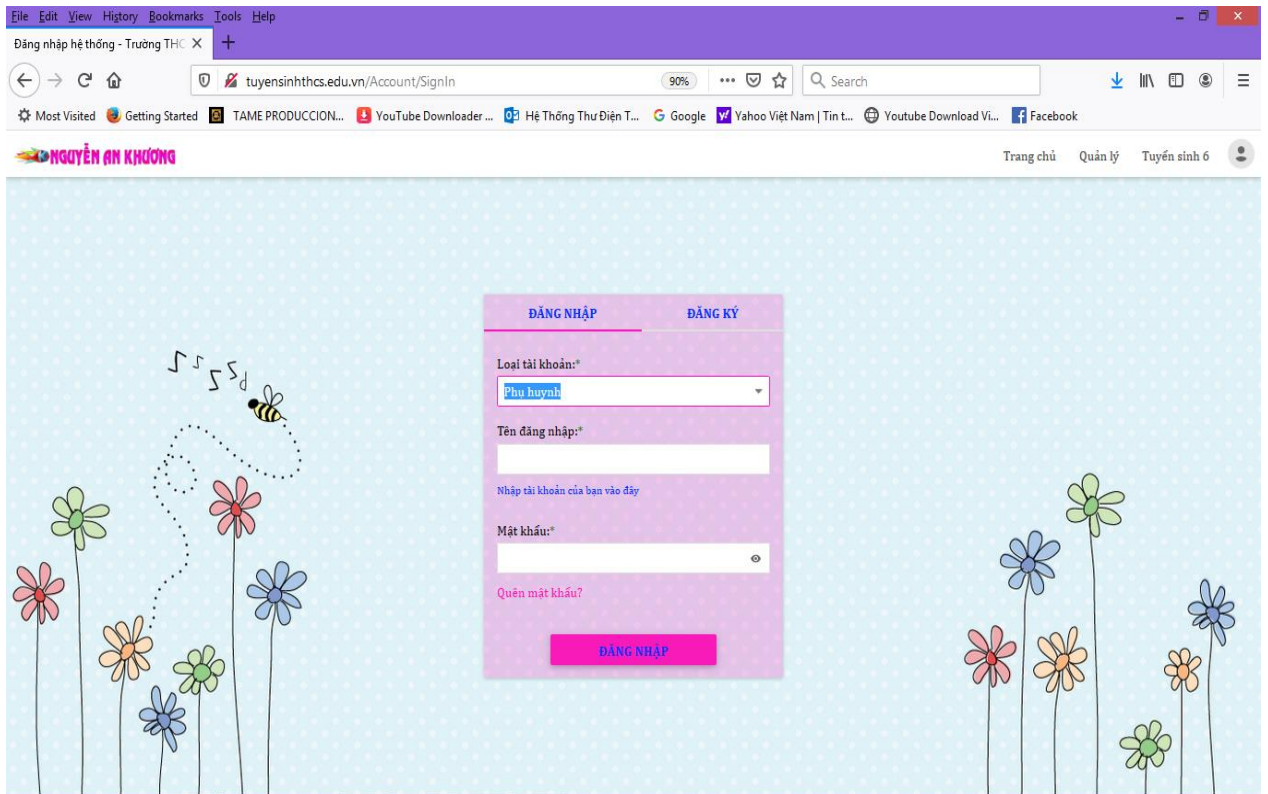 File Edit View History Bookmarks Tools Help
Đăng nhập hệ thống - Trường THC
tuyensinhthcs.edu.vn/Account/SignIn 90% Search
Most Visited Getting Started TAME PRODUCCION... YouTube Downloader ... Hệ Thống Thư Điện T... Google Yahoo Việt Nam | Tin t... Youtube Download Vi... Facebook
NGUYỄN AN KHƯƠNG Trang chủ Quản lý Tuyển sinh 6
ĐĂNG NHẬP ĐĂNG KÝ
Loại tài khoản:*
Phụ huynh
Tên đăng nhập:*
Nhập tài khoản của bạn vào đây
Mật khẩu:*
Quên mật khẩu?
ĐĂNG NHẬP